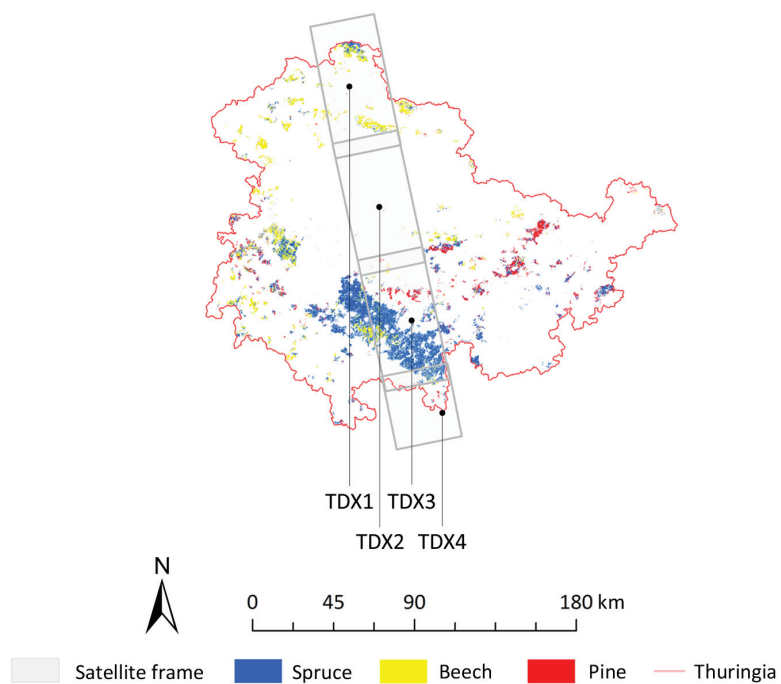 TDX1 TDX3
TDX2 TDX4
N
0 45 90 180 km
Satellite frame Spruce Beech Pine Thuringia